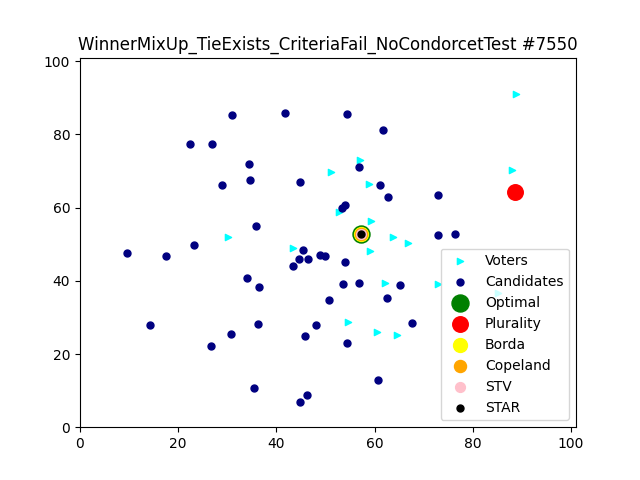 WinnerMixUp_TieExists_CriteriaFail_NoCondorcetTest #7550
100
80
60
40
20
0
0 20 40 60 80 100
Voters
Candidates
Optimal
Plurality
Borda
Copeland
STV
STAR